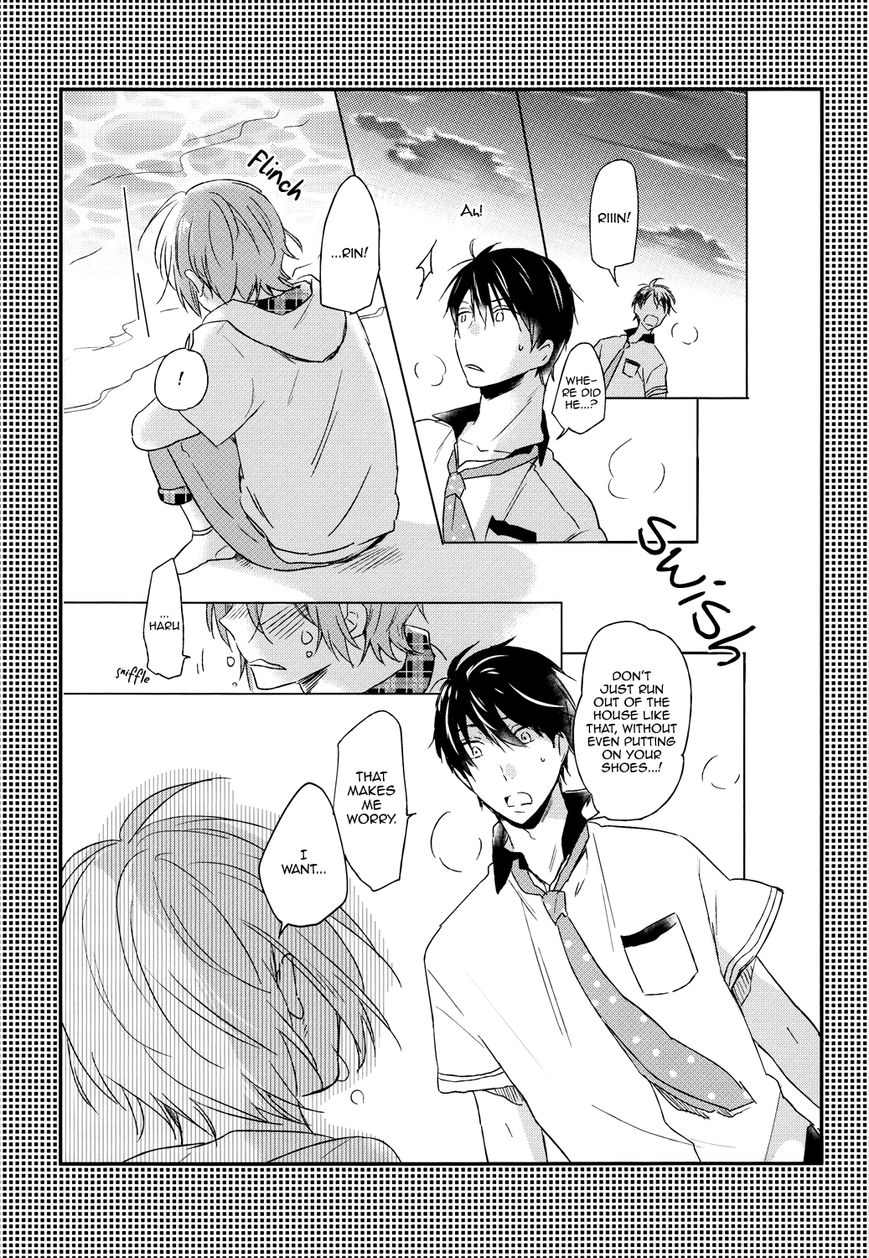 RIIIN!
WHE-
RE DID
HE...?
Ah!
...RIN!
Flinch
!
...
HARU
sniffle
swish
DON'T
JUST RUN
OUT OF THE
HOUSE LIKE
THAT, WITHOUT
EVEN PUTTING
ON YOUR
SHOES...!
THAT
MAKES
ME
WORRY.
I
WANT...